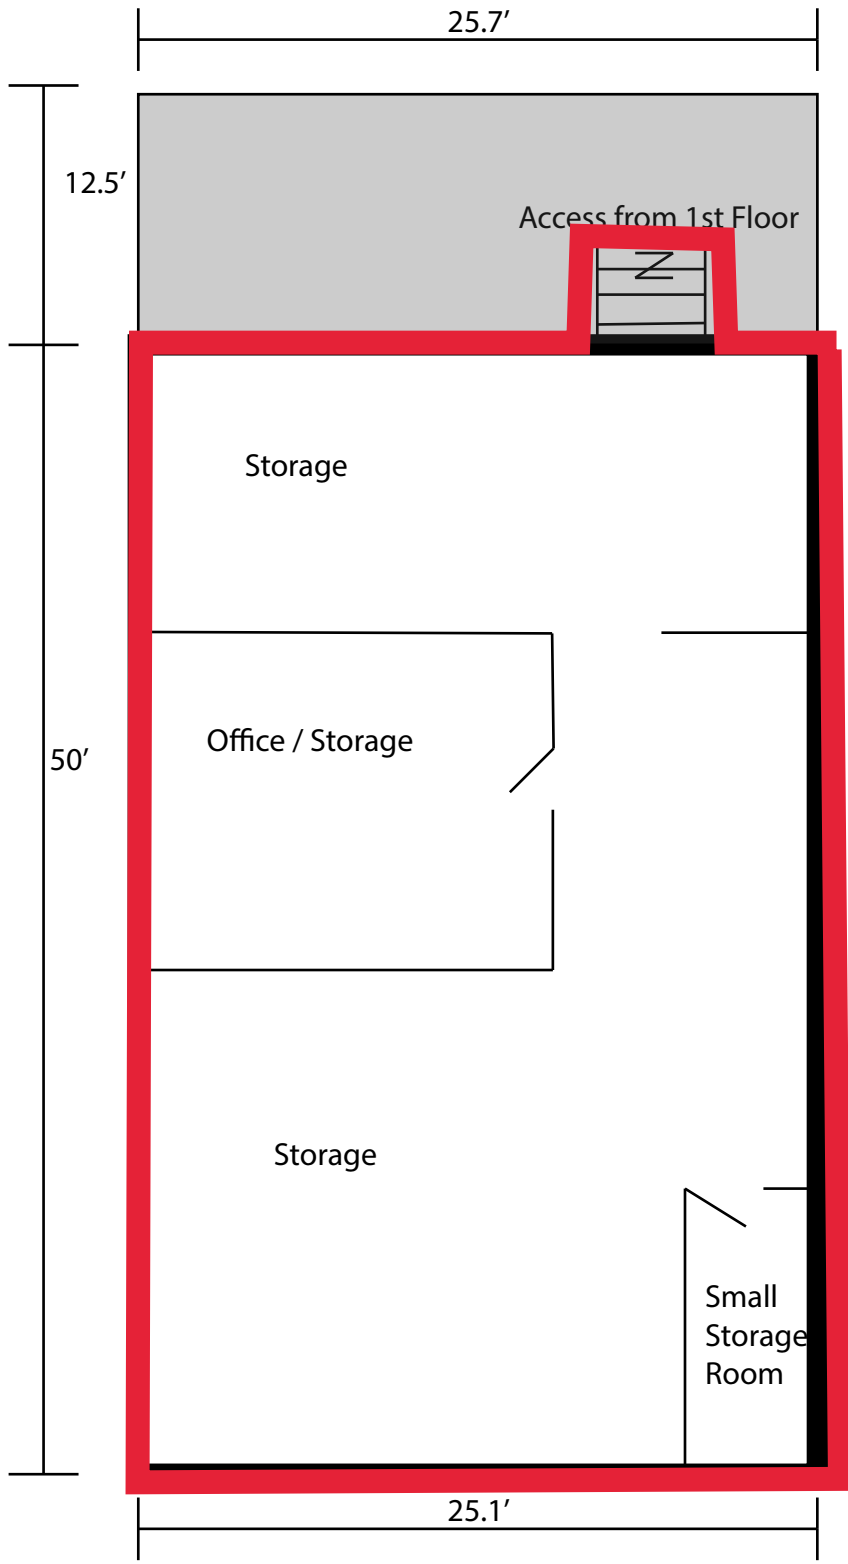 25.7’
12.5’
Access from 1st Floor
Storage
Office / Storage
50’
Storage
Small
Storage
Room
25.1’